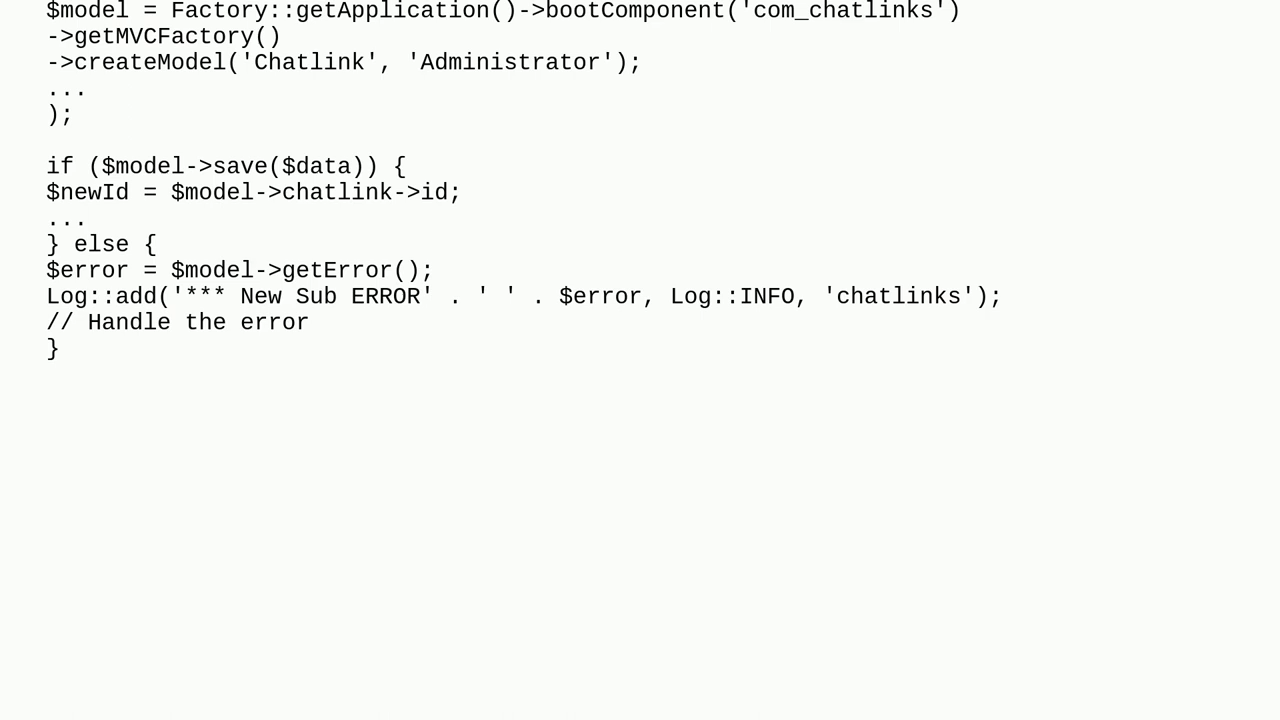 $model = Factory::getApplication()->bootComponent('com_chatlinks')
->getMVCFactory()
->createModel('Chatlink', 'Administrator');
...
);

if ($model->save($data)) {
$newId = $model->chatlink->id;
...
} else {
$error = $model->getError();
Log::add('*** New Sub ERROR' . ' ' . $error, Log::INFO, 'chatlinks');
// Handle the error
}